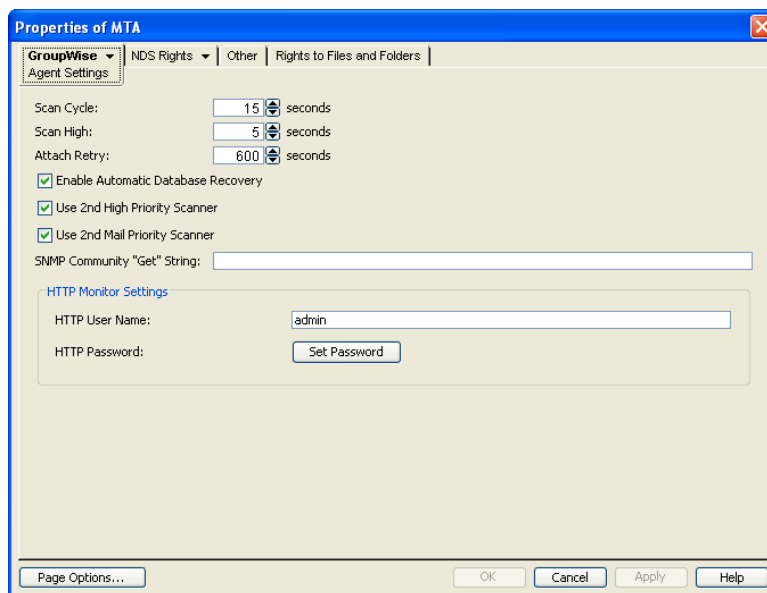 Properties of MTA
GroupWise NDS Rights Other Rights to Files and Folders
Agent Settings
Scan Cycle: 15 seconds
Scan High: 5 seconds
Attach Retry: 600 seconds
Enable Automatic Database Recovery
Use 2nd High Priority Scanner
Use 2nd Mail Priority Scanner
SNMP Community "Get" String:
HTTP Monitor Settings
HTTP User Name: admin
HTTP Password: Set Password
Page Options... OK Cancel Apply Help